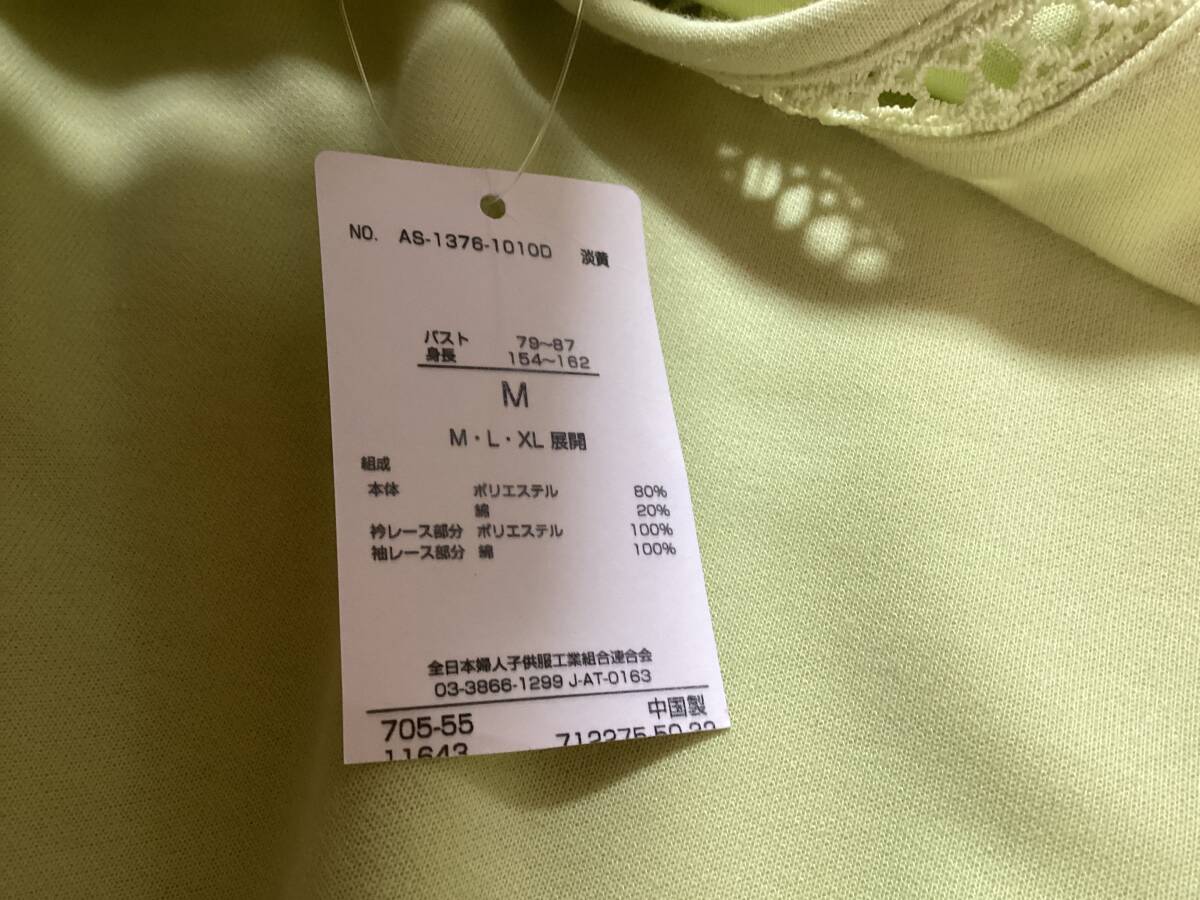 NO. AS-1376-1010D 淡黄
バスト 79～87
身長 154～162
M
M・L・XL 展開
組成
本体 ポリエステル 80%
綿 20%
衿レース部分 ポリエステル 100%
袖レース部分 綿 100%
全日本婦人子供服工業組合連合会
03-3866-1299 J-AT-0163
705-55 中国製
11643